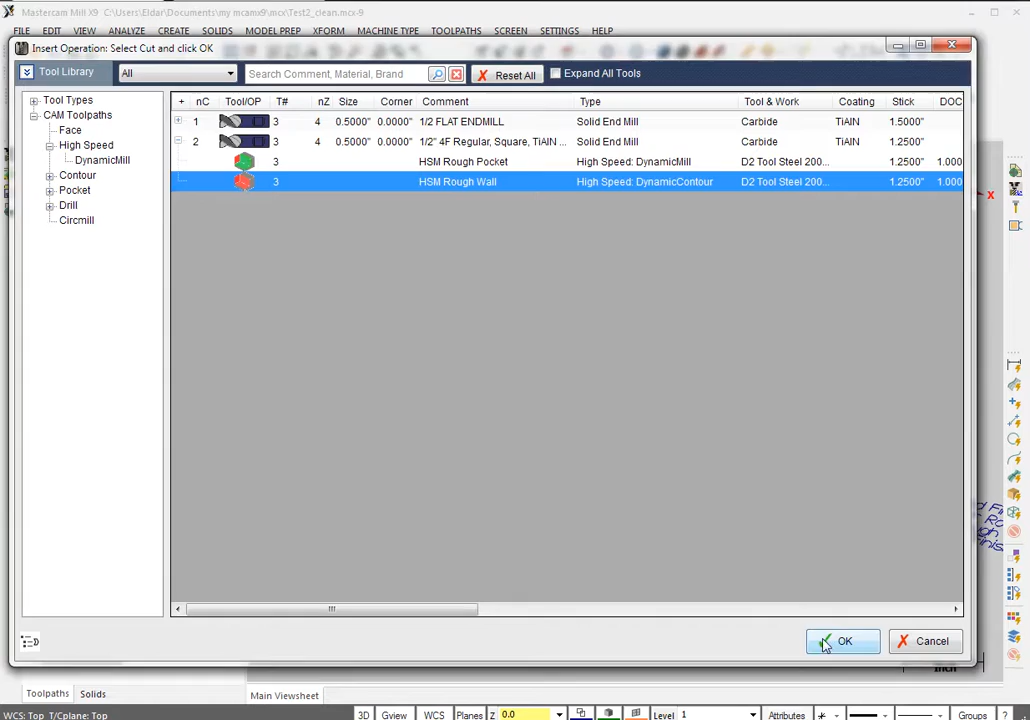 Mastercam Mill X9 C:\Users\Eldar\Documents\my mcamx9\mcx\Test2_clean.mcx-9
FILE EDIT VIEW ANALYZE CREATE SOLIDS MODEL PREP XFORM MACHINE TYPE TOOLPATHS SCREEN SETTINGS HELP
Insert Operation: Select Cut and click OK
Tool Library All Search Comment, Material, Brand Reset All Expand All Tools
Tool Types
CAM Toolpaths
Face
High Speed
DynamicMill
Contour
Pocket
Drill
Circmill
+ nC Tool/OP T# nZ Size Corner Comment Type Tool & Work Coating Stick DOC
1 3 4 0.5000" 0.0000" 1/2 FLAT ENDMILL Solid End Mill Carbide TiAlN 1.5000"
2 3 4 0.5000" 0.0000" 1/2" 4F Regular, Square, TiAlN ... Solid End Mill Carbide TiAlN 1.2500"
3 HSM Rough Pocket High Speed: DynamicMill D2 Tool Steel 200... 1.2500" 1.000
3 HSM Rough Wall High Speed: DynamicContour D2 Tool Steel 200... 1.2500" 1.000
X
OK Cancel
Inch
Toolpaths Solids Main Viewsheet
WCS: Top T/Cplane: Top 3D Gview WCS Planes Z 0.0 Level 1 Attributes Groups ?